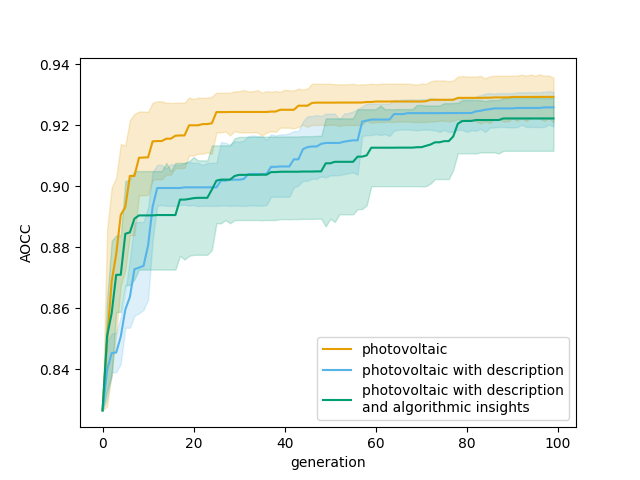 0.94
0.92
0.90
0.88
0.86
0.84
AOCC
0
20
40
60
80
100
generation
photovoltaic
photovoltaic with description
photovoltaic with description
and algorithmic insights